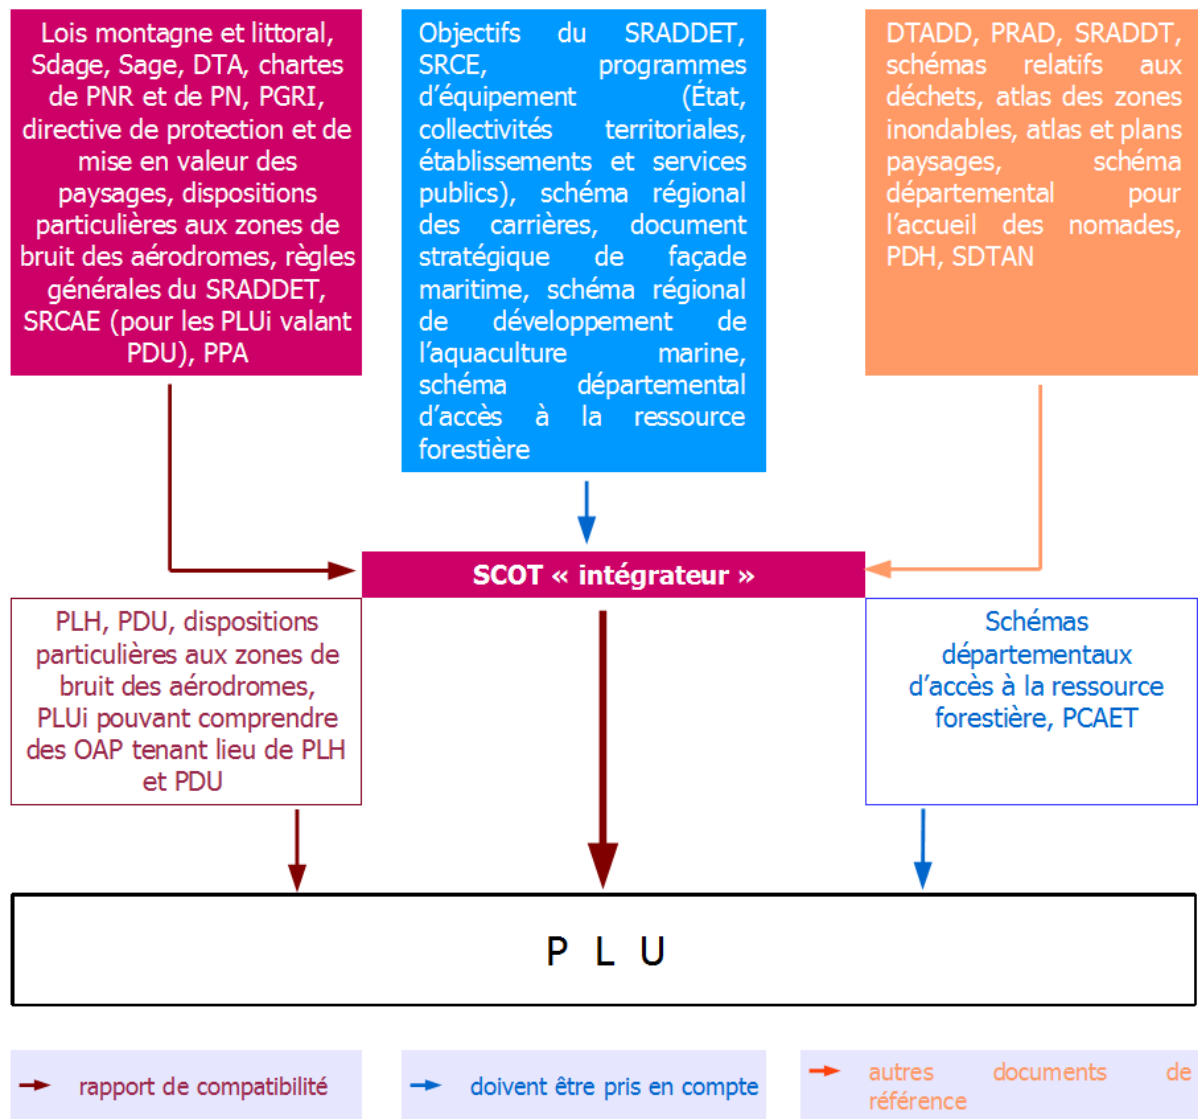 Lois montagne et littoral,
Sdage, Sage, DTA, chartes
de PNR et de PN, PGRI,
directive de protection et de
mise en valeur des
paysages, dispositions
particulières aux zones de
bruit des aérodromes, règles
générales du SRADDET,
SRCAE (pour les PLUi valant
PDU), PPA
Objectifs du SRADDET,
SRCE, programmes
d'équipement (État,
collectivités territoriales,
établissements et services
publics), schéma régional
des carrières, document
stratégique de façade
maritime, schéma régional
de développement de
l'aquaculture marine,
schéma départemental
d'accès à la ressource
forestière
DTADD, PRAD, SRADDT,
schémas relatifs aux
déchets, atlas des zones
inondables, atlas et plans
paysages, schéma
départemental pour
l'accueil des nomades,
PDH, SDTAN
SCOT « intégrateur »
PLH, PDU, dispositions
particulières aux zones de
bruit des aérodromes,
PLUi pouvant comprendre
des OAP tenant lieu de PLH
et PDU
Schémas
départementaux
d'accès à la ressource
forestière, PCAET
P L U
rapport de compatibilité
doivent être pris en compte
autres documents de
référence